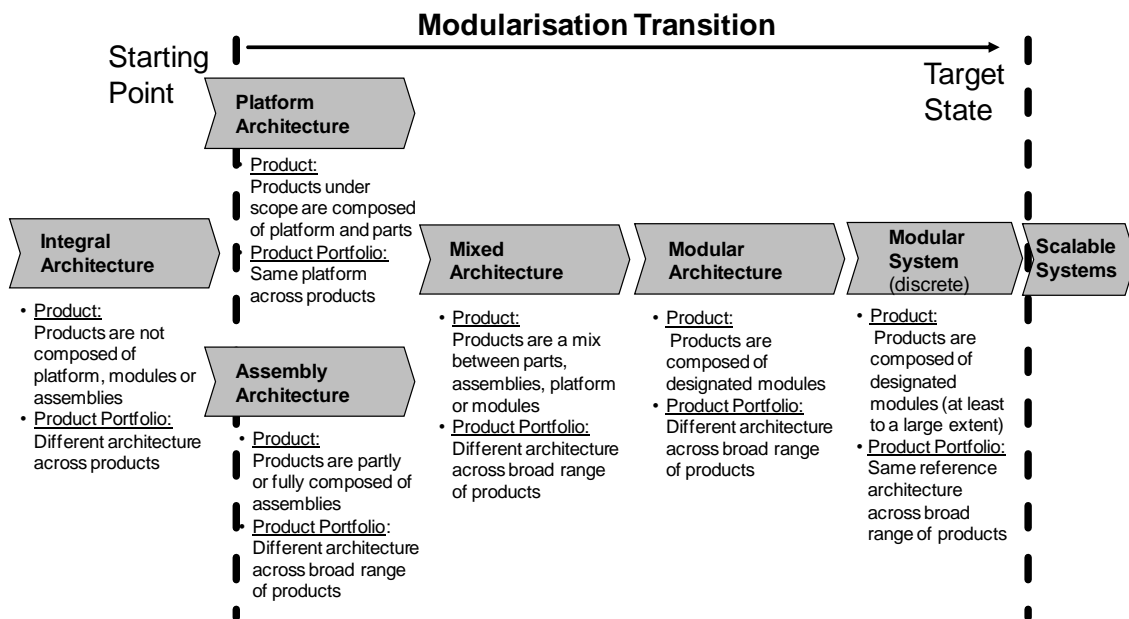 Modularisation Transition
Starting
Point
Target
State
Platform
Architecture
• Product:
Products under
scope are composed
of platform and parts
• Product Portfolio:
Same platform
across products
Integral
Architecture
• Product:
Products are not
composed of
platform, modules or
assemblies
• Product Portfolio:
Different architecture
across products
Assembly
Architecture
• Product:
Products are partly
or fully composed of
assemblies
• Product Portfolio:
Different architecture
across broad range
of products
Mixed
Architecture
• Product:
Products are a mix
between parts,
assemblies, platform
or modules
• Product Portfolio:
Different architecture
across broad range
of products
Modular
Architecture
• Product:
Products are
composed of
designated modules
• Product Portfolio:
Different architecture
across broad range
of products
Modular
System
(discrete)
• Product:
Products are
composed of
designated
modules (at least
to a large extent)
• Product Portfolio:
Same reference
architecture
across broad
range of products
Scalable
Systems